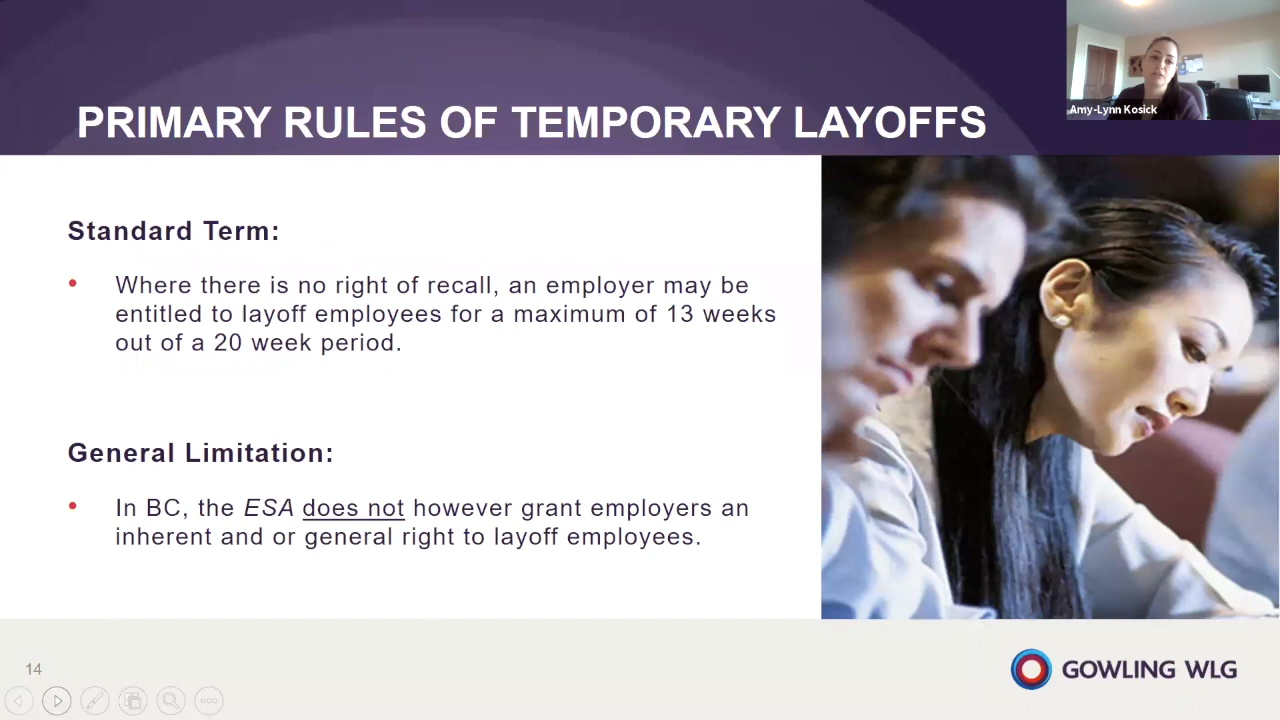 PRIMARY RULES OF TEMPORARY LAYOFFS
Amy-Lynn Kosick
Standard Term:
• Where there is no right of recall, an employer may be
entitled to layoff employees for a maximum of 13 weeks
out of a 20 week period.
General Limitation:
• In BC, the ESA does not however grant employers an
inherent and or general right to layoff employees.
14
GOWLING WLG